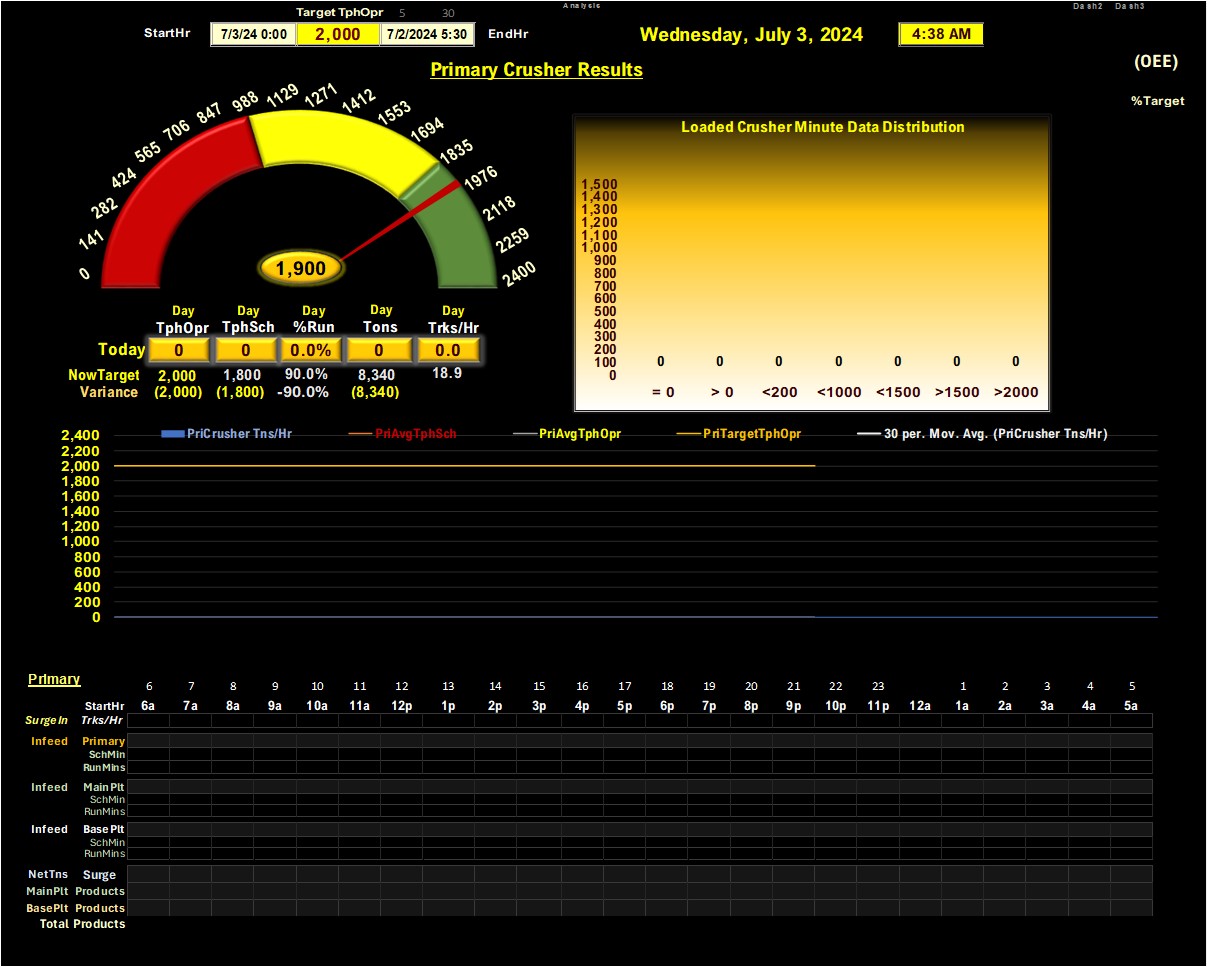 Target TphOpr 5 30 Analysis Dash2 Dash3
StartHr 7/3/24 0:00 2,000 7/2/2024 5:30 EndHr Wednesday, July 3, 2024 4:38 AM
(OEE)
Primary Crusher Results
%Target
0 141 282 424 565 706 847 988 1129 1271 1412 1553 1694 1835 1976 2118 2259 2400
1,900
Loaded Crusher Minute Data Distribution
1,500
1,400
1,300
1,200
1,100
1,000
900
800
700
600
500
400
300
200
100
0
0 0 0 0 0 0 0
= 0 > 0 <200 <1000 <1500 >1500 >2000
Day Day Day Day Day
TphOpr TphSch %Run Tons Trks/Hr
Today 0 0 0.0% 0 0.0
NowTarget 2,000 1,800 90.0% 8,340 18.9
Variance (2,000) (1,800) -90.0% (8,340)
PriCrusher Tns/Hr PriAvgTphSch PriAvgTphOpr PriTargetTphOpr 30 per. Mov. Avg. (PriCrusher Tns/Hr)
2,400
2,200
2,000
1,800
1,600
1,400
1,200
1,000
800
600
400
200
0
Primary
6 7 8 9 10 11 12 13 14 15 16 17 18 19 20 21 22 23 1 2 3 4 5
StartHr 6a 7a 8a 9a 10a 11a 12p 1p 2p 3p 4p 5p 6p 7p 8p 9p 10p 11p 12a 1a 2a 3a 4a 5a
SurgeIn Trks/Hr
Infeed Primary
SchMin
RunMins
Infeed MainPlt
SchMin
RunMins
Infeed BasePlt
SchMin
RunMins
NetTns Surge
MainPlt Products
BasePlt Products
Total Products